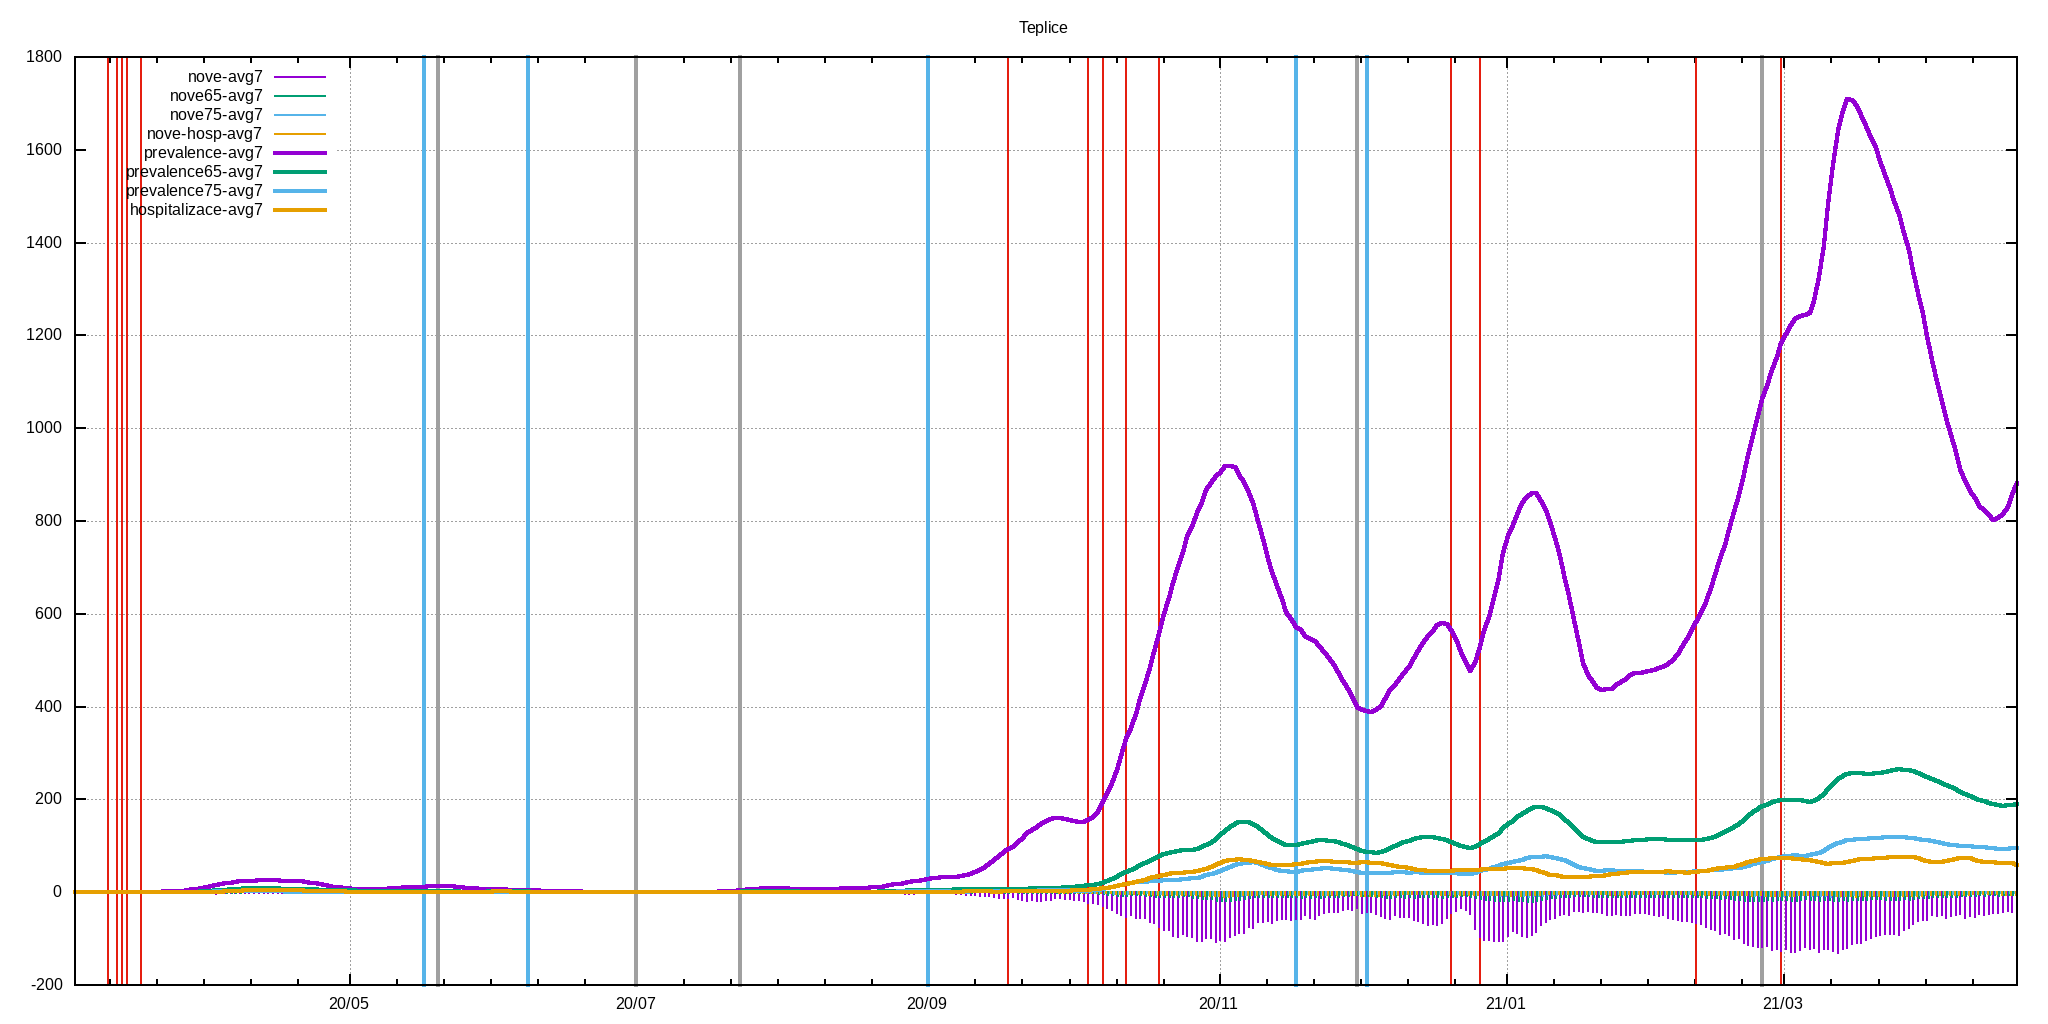 Teplice
1800
1600
1400
1200
1000
800
600
400
200
0
-200
nove-avg7
nove65-avg7
nove75-avg7
nove-hosp-avg7
prevalence-avg7
prevalence65-avg7
prevalence75-avg7
hospitalizace-avg7
20/05
20/07
20/09
20/11
21/01
21/03